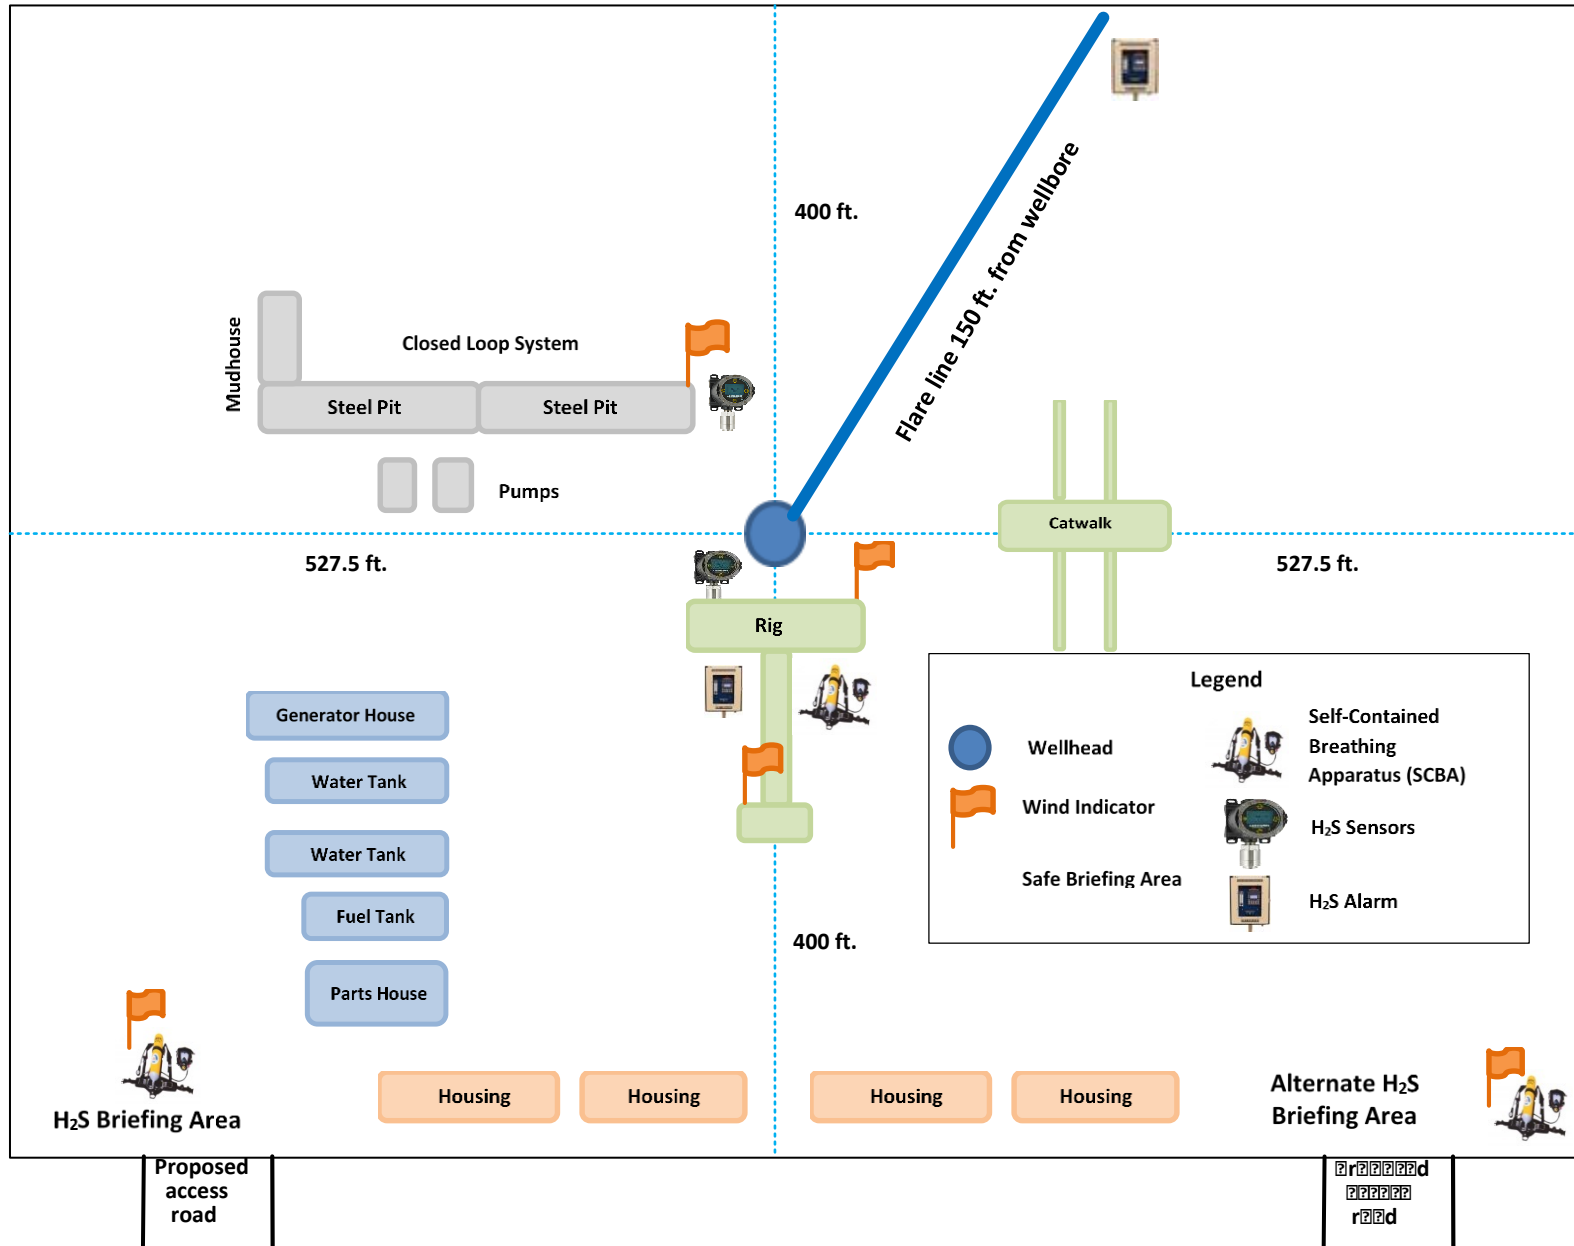 400 ft.
Flare line 150 ft. from wellbore
Mudhouse
Closed Loop System
Steel Pit
Steel Pit
Pumps
Catwalk
527.5 ft.
527.5 ft.
Rig
Legend
Generator House
Self-Contained
Breathing
Apparatus (SCBA)
Wellhead
Water Tank
Wind Indicator
H₂S Sensors
Water Tank
Safe Briefing Area
H₂S Alarm
Fuel Tank
400 ft.
Parts House
Housing
Housing
Housing
Housing
Alternate H₂S
Briefing Area
H₂S Briefing Area
Proposed
access
road